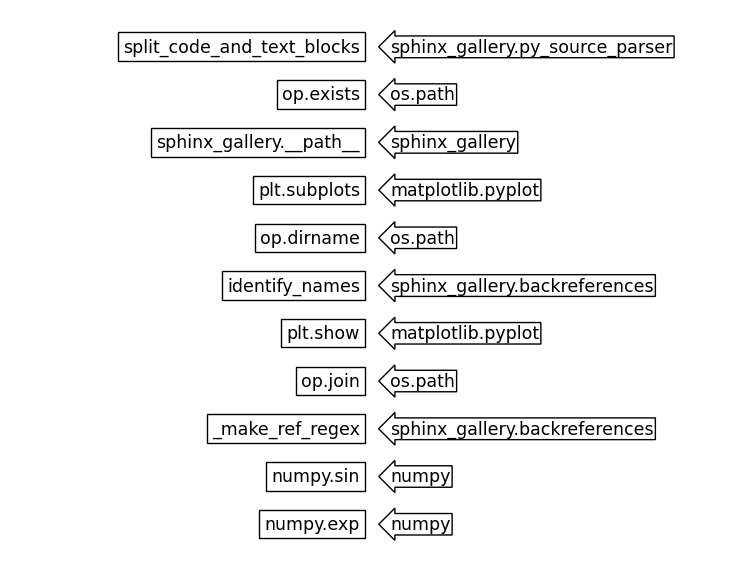 split_code_and_text_blocks sphinx_gallery.py_source_parser
op.exists os.path
sphinx_gallery.__path__ sphinx_gallery
plt.subplots matplotlib.pyplot
op.dirname os.path
identify_names sphinx_gallery.backreferences
plt.show matplotlib.pyplot
op.join os.path
_make_ref_regex sphinx_gallery.backreferences
numpy.sin numpy
numpy.exp numpy